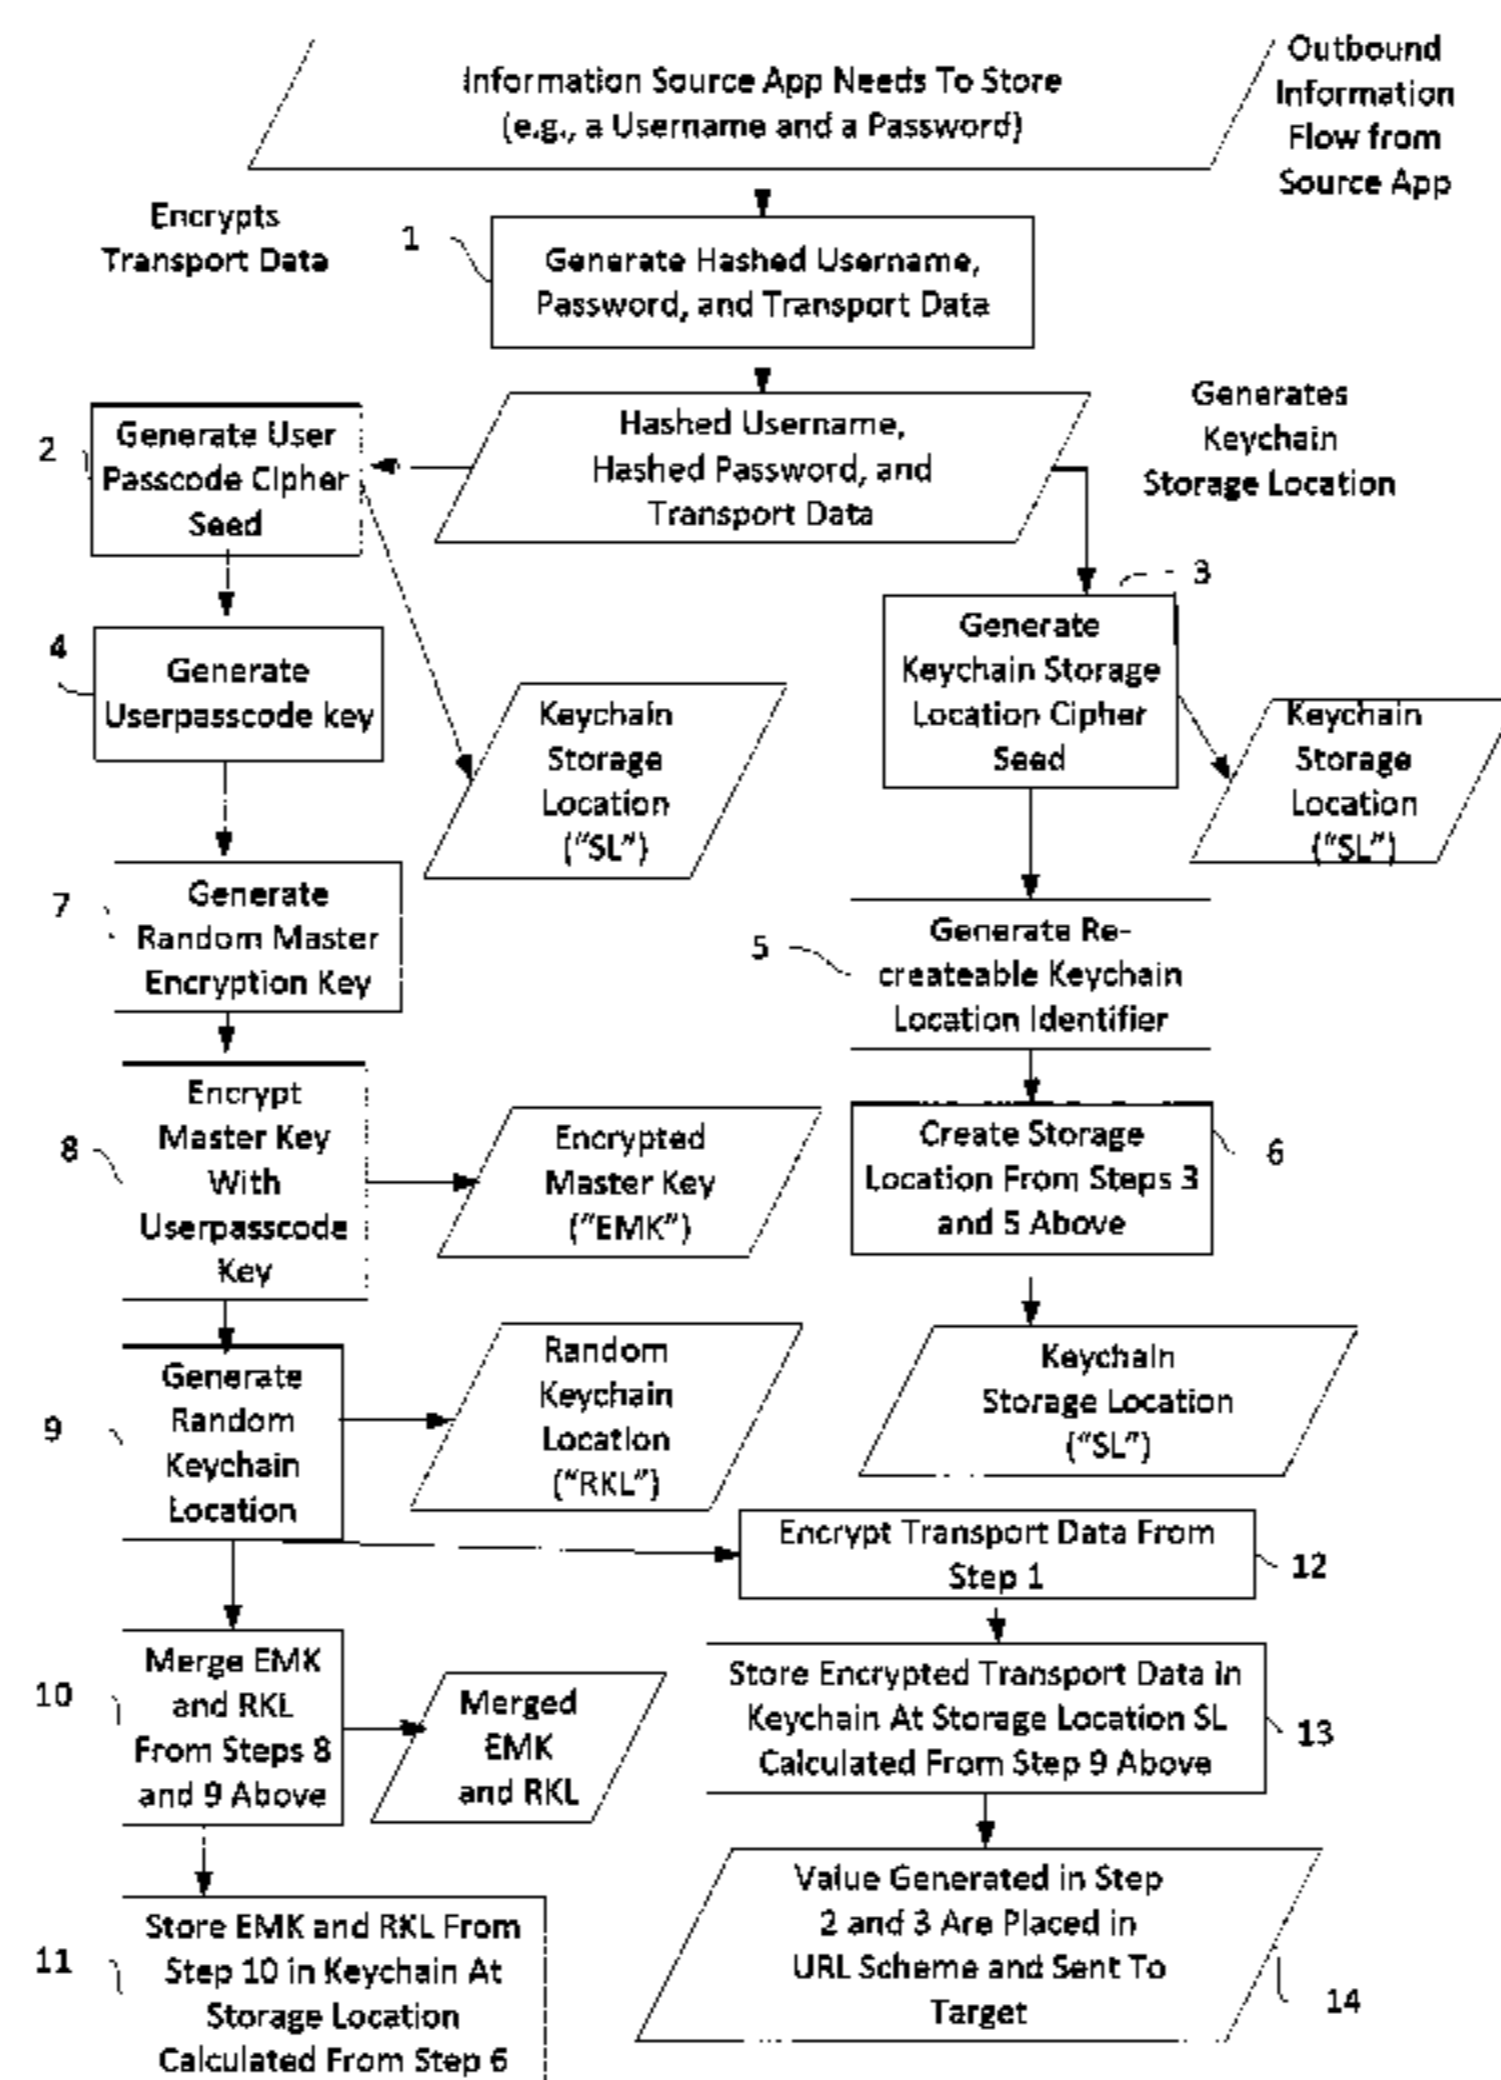 Information Source App Needs To Store
(e.g., a Username and a Password)
Outbound
Information
Flow from
Source App
Encrypts
Transport Data
1
Generate Hashed Username,
Password, and Transport Data
2
Generate User
Passcode Cipher
Seed
Hashed Username,
Hashed Password, and
Transport Data
Generates
Keychain
Storage Location
3
Generate
Keychain Storage
Location Cipher
Seed
4
Generate
Userpasscode key
Keychain
Storage
Location
("SL")
Keychain
Storage
Location
("SL")
7
Generate
Random Master
Encryption Key
5
Generate Re-
createable Keychain
Location Identifier
8
Encrypt
Master Key
With
Userpasscode
Key
Encrypted
Master Key
("EMK")
Create Storage
Location From Steps 3
and 5 Above
6
9
Generate
Random
Keychain
Location
Random
Keychain
Location
("RKL")
Keychain
Storage Location
("SL")
Encrypt Transport Data From
Step 1
12
10
Merge EMK
and RKL
From Steps 8
and 9 Above
Merged
EMK
and RKL
Store Encrypted Transport Data in
Keychain At Storage Location SL
Calculated From Step 9 Above
13
11
Store EMK and RKL From
Step 10 in Keychain At
Storage Location
Calculated From Step 6
Value Generated in Step
2 and 3 Are Placed in
URL Scheme and Sent To
Target
14